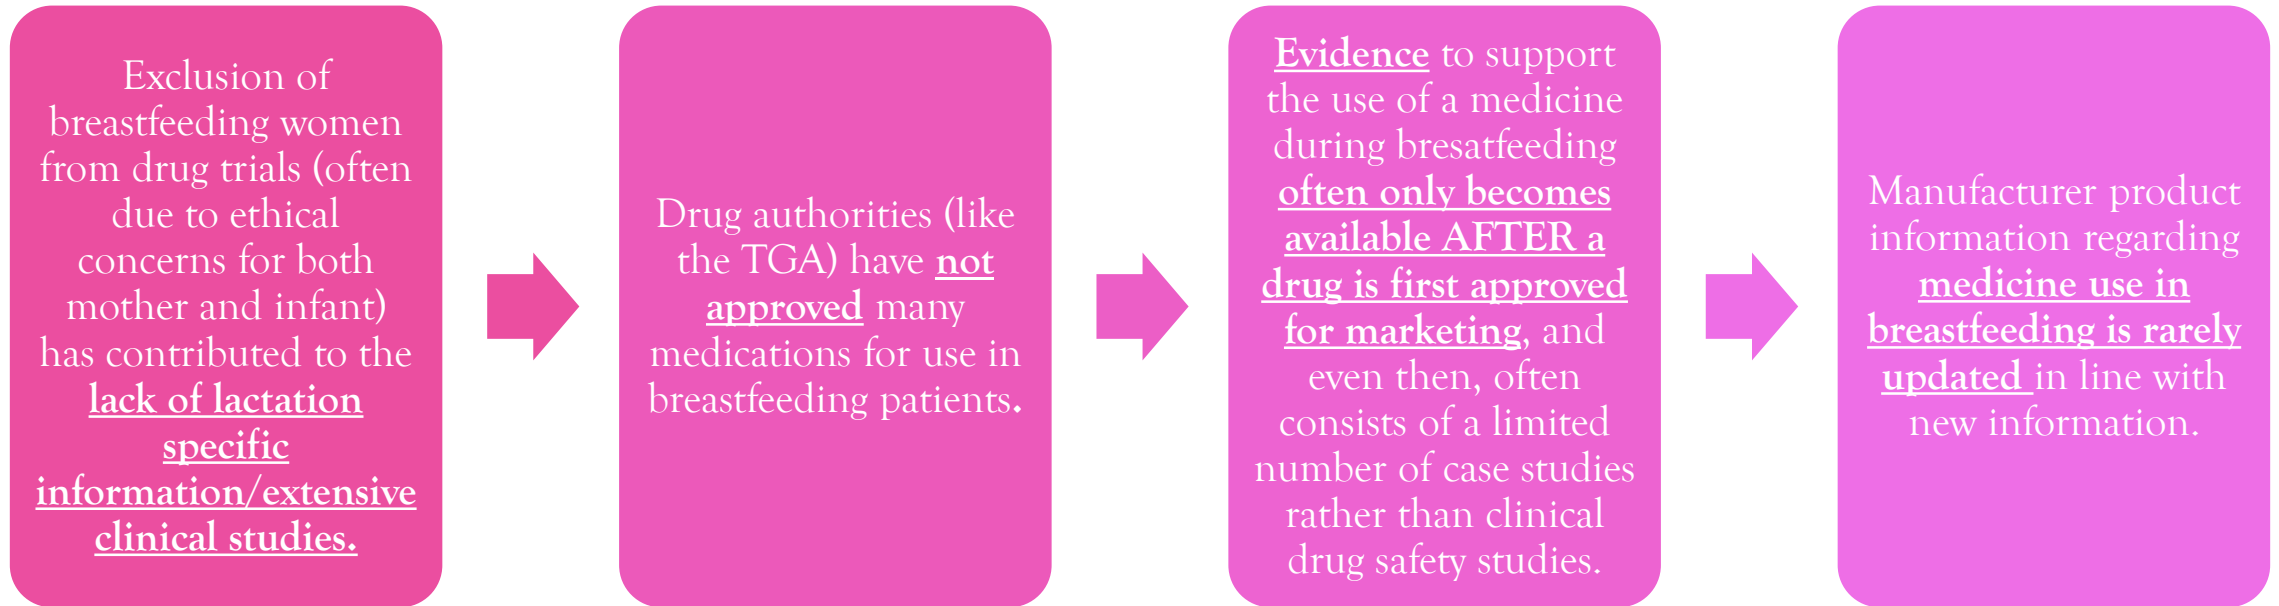 Exclusion of
breastfeeding women
from drug trials (often
due to ethical
concerns for both
mother and infant)
has contributed to the
lack of lactation
specific
information/extensive
clinical studies.
Drug authorities (like
the TGA) have not
approved many
medications for use in
breastfeeding patients.
Evidence to support
the use of a medicine
during bresatfeeding
often only becomes
available AFTER a
drug is first approved
for marketing, and
even then, often
consists of a limited
number of case studies
rather than clinical
drug safety studies.
Manufacturer product
information regarding
medicine use in
breastfeeding is rarely
updated in line with
new information.